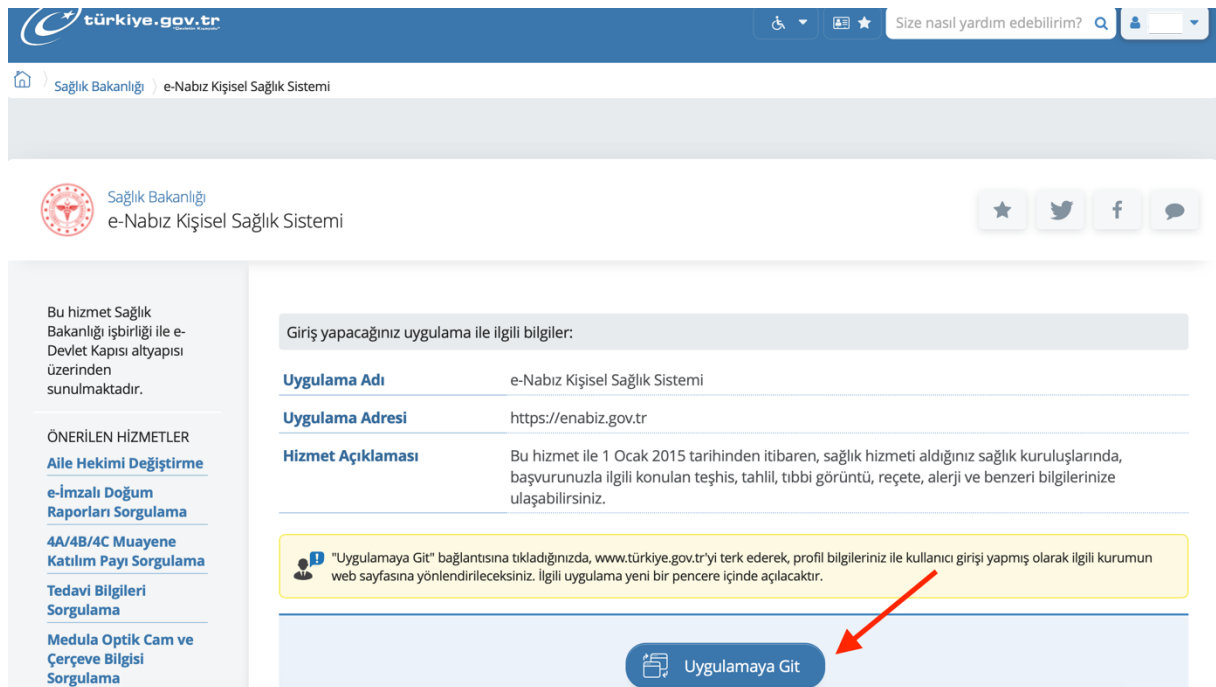 türkiye.gov.tr
Size nasıl yardım edebilirim?
Sağlık Bakanlığı
e-Nabız Kişisel Sağlık Sistemi
Sağlık Bakanlığı
e-Nabız Kişisel Sağlık Sistemi
Bu hizmet Sağlık
Bakanlığı işbirliği ile e-
Devlet Kapısı altyapısı
üzerinden
sunulmaktadır.
ÖNERİLEN HİZMETLER
Aile Hekimi Değiştirme
e-İmzalı Doğum
Raporları Sorgulama
4A/4B/4C Muayene
Katılım Payı Sorgulama
Tedavi Bilgileri
Sorgulama
Medula Optik Cam ve
Çerçeve Bilgisi
Sorgulama
Giriş yapacağınız uygulama ile ilgili bilgiler:
Uygulama Adı e-Nabız Kişisel Sağlık Sistemi
Uygulama Adresi https://enabiz.gov.tr
Hizmet Açıklaması Bu hizmet ile 1 Ocak 2015 tarihinden itibaren, sağlık hizmeti aldığınız sağlık kuruluşlarında,
başvurunuzla ilgili konulan teşhis, tahlil, tıbbi görüntü, reçete, alerji ve benzeri bilgilerinize
ulaşabilirsiniz.
"Uygulamaya Git" bağlantısına tıkladığınızda, www.türkiye.gov.tr'yi terk ederek, profil bilgileriniz ile kullanıcı girişi yapmış olarak ilgili kurumun
web sayfasına yönlendirileceksiniz. İlgili uygulama yeni bir pencere içinde açılacaktır.
Uygulamaya Git